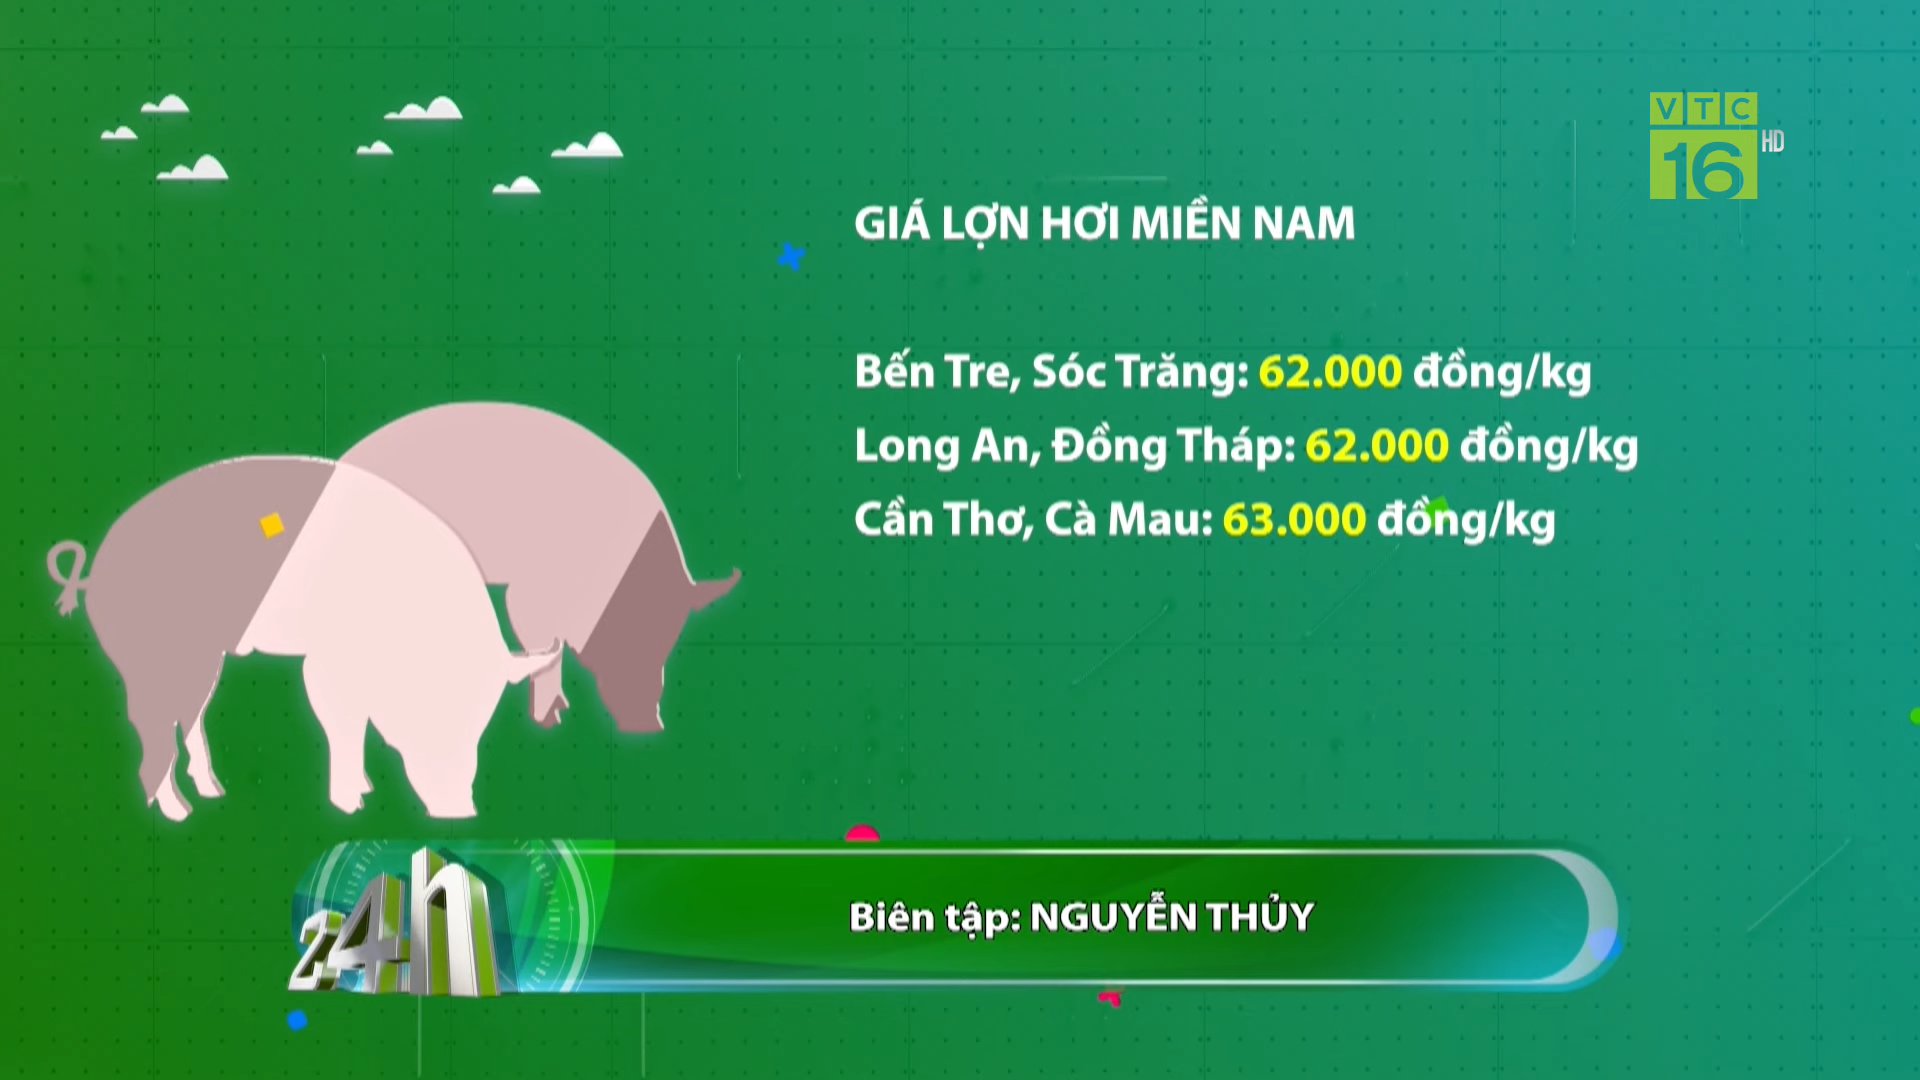 VTC
16 HD
GIÁ LỢN HƠI MIỀN NAM
Bến Tre, Sóc Trăng: 62.000 đồng/kg
Long An, Đồng Tháp: 62.000 đồng/kg
Cần Thơ, Cà Mau: 63.000 đồng/kg
24h
Biên tập: NGUYỄN THỦY